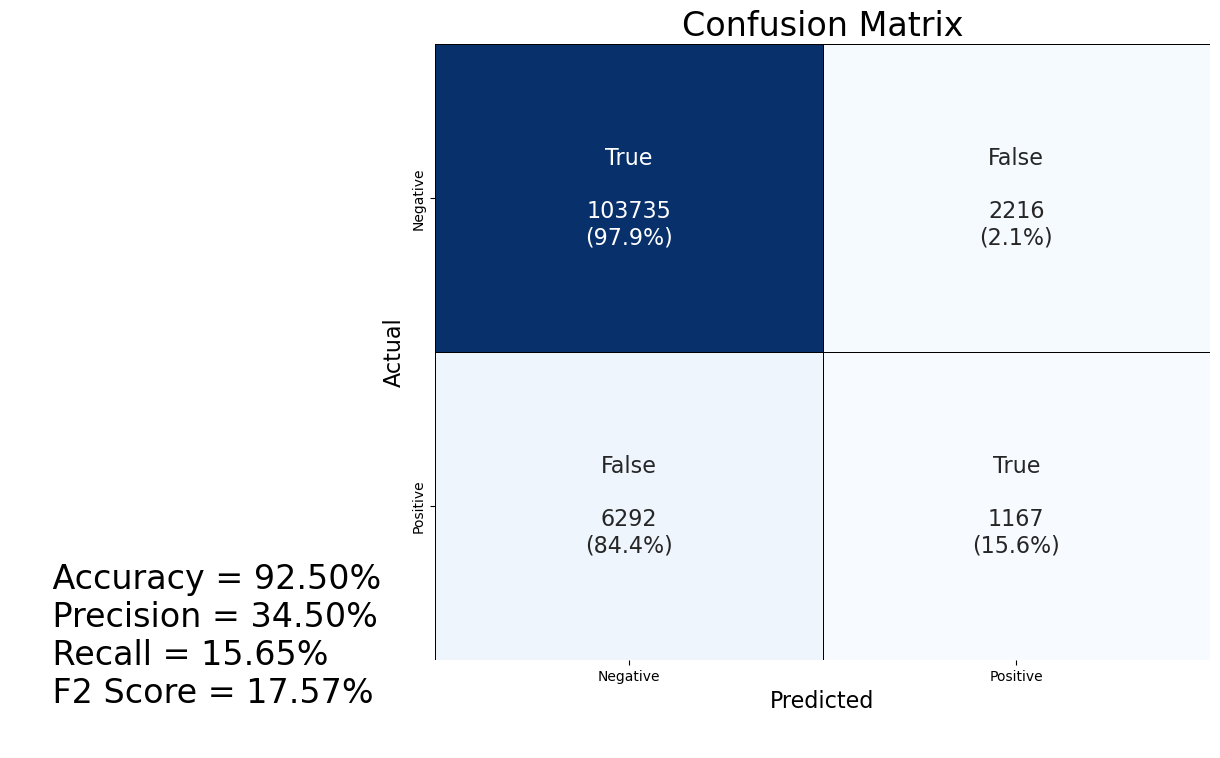 Confusion Matrix
True
103735
(97.9%)
False
2216
(2.1%)
Negative
Actual
False
6292
(84.4%)
True
1167
(15.6%)
Positive
Accuracy = 92.50%
Precision = 34.50%
Recall = 15.65%
F2 Score = 17.57%
Negative
Positive
Predicted